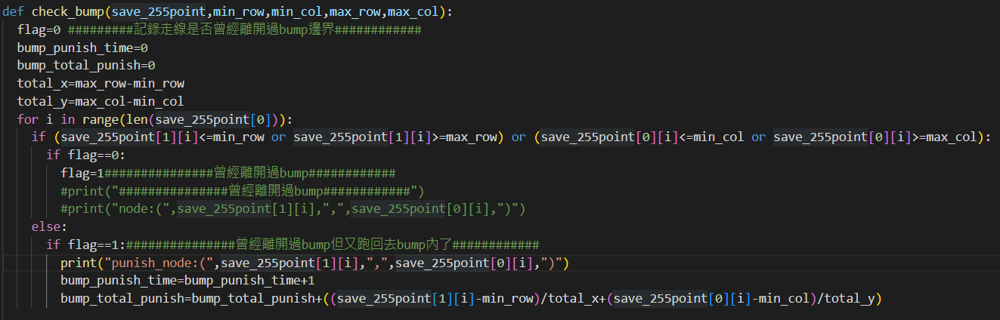 def check_bump(save_255point,min_row,min_col,max_row,max_col):
  flag=0 #########記錄走線是否曾經離開過bump邊界############
  bump_punish_time=0
  bump_total_punish=0
  total_x=max_row-min_row
  total_y=max_col-min_col
  for i in range(len(save_255point[0])):
    if (save_255point[1][i]<=min_row or save_255point[1][i]>=max_row) or (save_255point[0][i]<=min_col or save_255point[0][i]>=max_col):
      if flag==0:
        flag=1###############曾經離開過bump############
        #print("###############曾經離開過bump############")
        #print("node:(",save_255point[1][i],",",save_255point[0][i],")")
    else:
      if flag==1:###############曾經離開過bump但又跑回去bump內了############
        print("punish_node:(",save_255point[1][i],",",save_255point[0][i],")")
        bump_punish_time=bump_punish_time+1
        bump_total_punish=bump_total_punish+((save_255point[1][i]-min_row)/total_x+(save_255point[0][i]-min_col)/total_y)